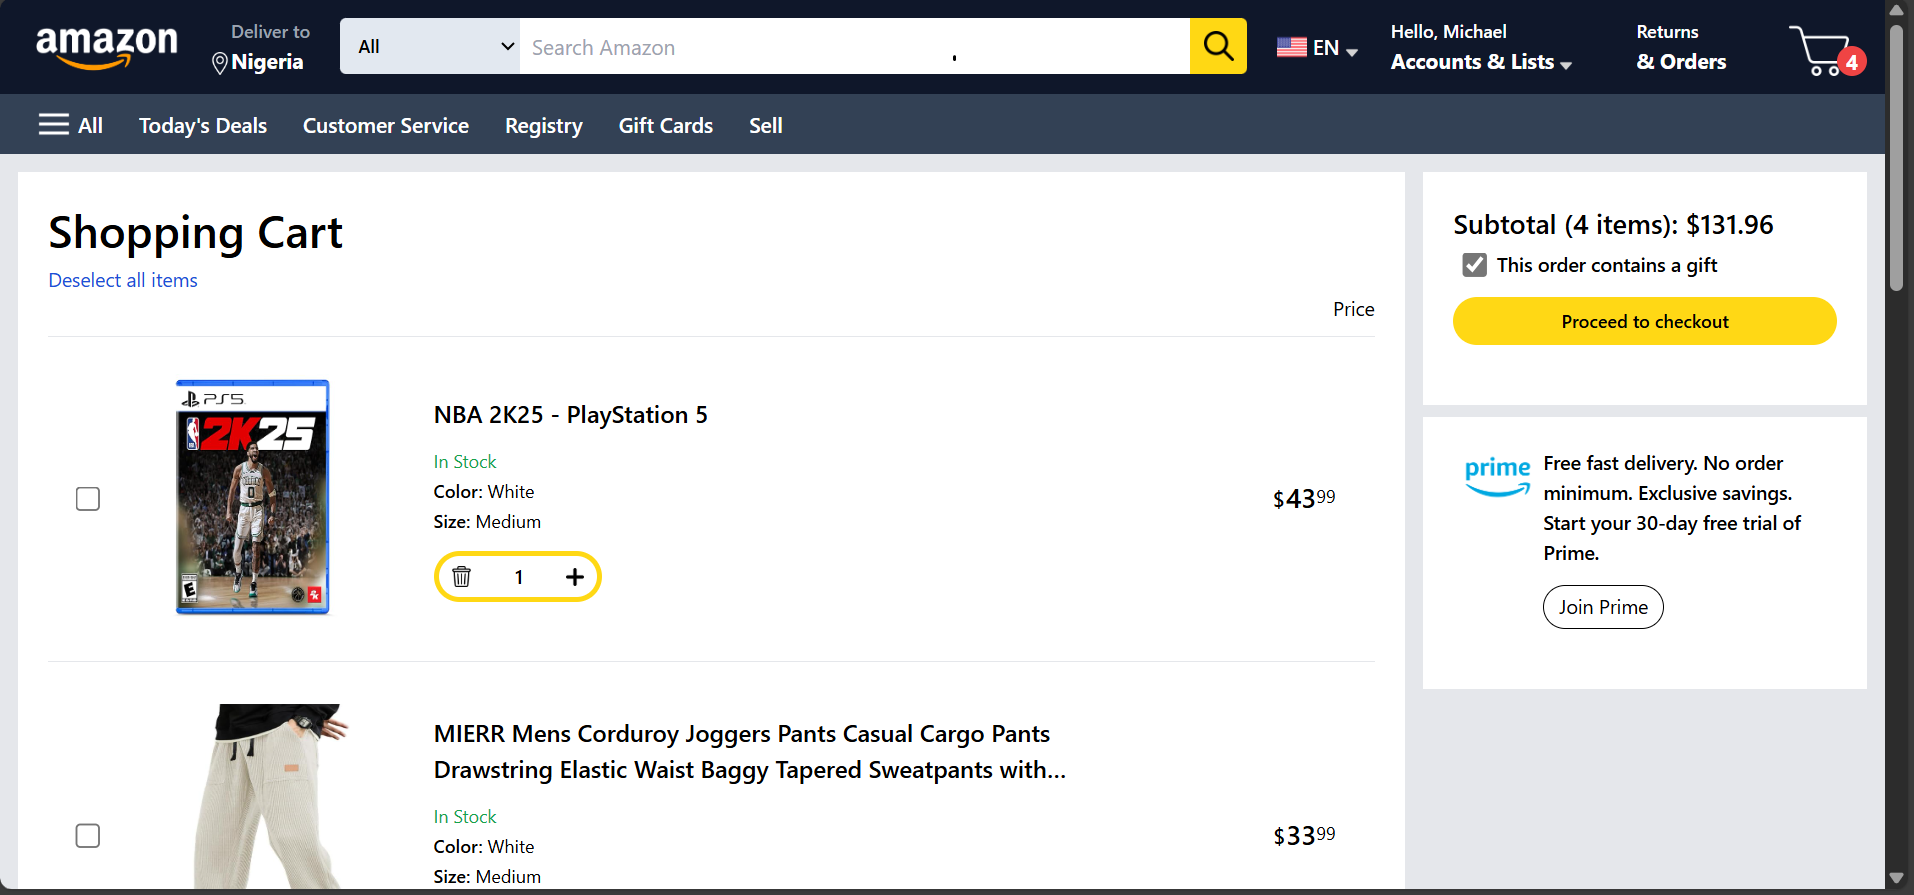 amazon
Deliver to
Nigeria
All
Search Amazon
EN
Hello, Michael
Accounts & Lists
Returns
& Orders
4
All
Today's Deals
Customer Service
Registry
Gift Cards
Sell
Shopping Cart
Deselect all items
Price
PS5
2K25
NBA 2K25 - PlayStation 5
In Stock
Color: White
Size: Medium
1
$43.99
MIERR Mens Corduroy Joggers Pants Casual Cargo Pants
Drawstring Elastic Waist Baggy Tapered Sweatpants with...
In Stock
Color: White
Size: Medium
$33.99
Subtotal (4 items): $131.96
This order contains a gift
Proceed to checkout
prime
Free fast delivery. No order
minimum. Exclusive savings.
Start your 30-day free trial of
Prime.
Join Prime